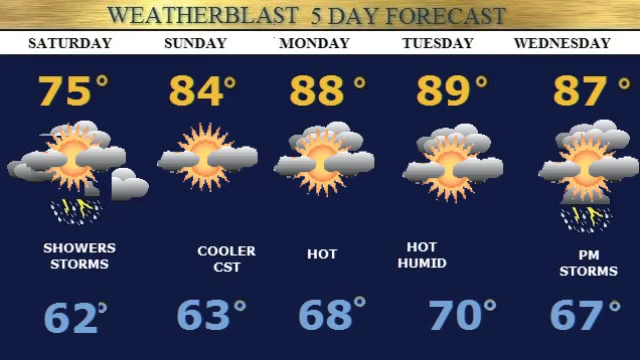 WEATHERBLAST 5 DAY FORECAST
SATURDAY SUNDAY MONDAY TUESDAY WEDNESDAY
75° 84° 88° 89° 87°
SHOWERS STORMS
COOLER CST
HOT
HOT HUMID
PM STORMS
62° 63° 68° 70° 67°